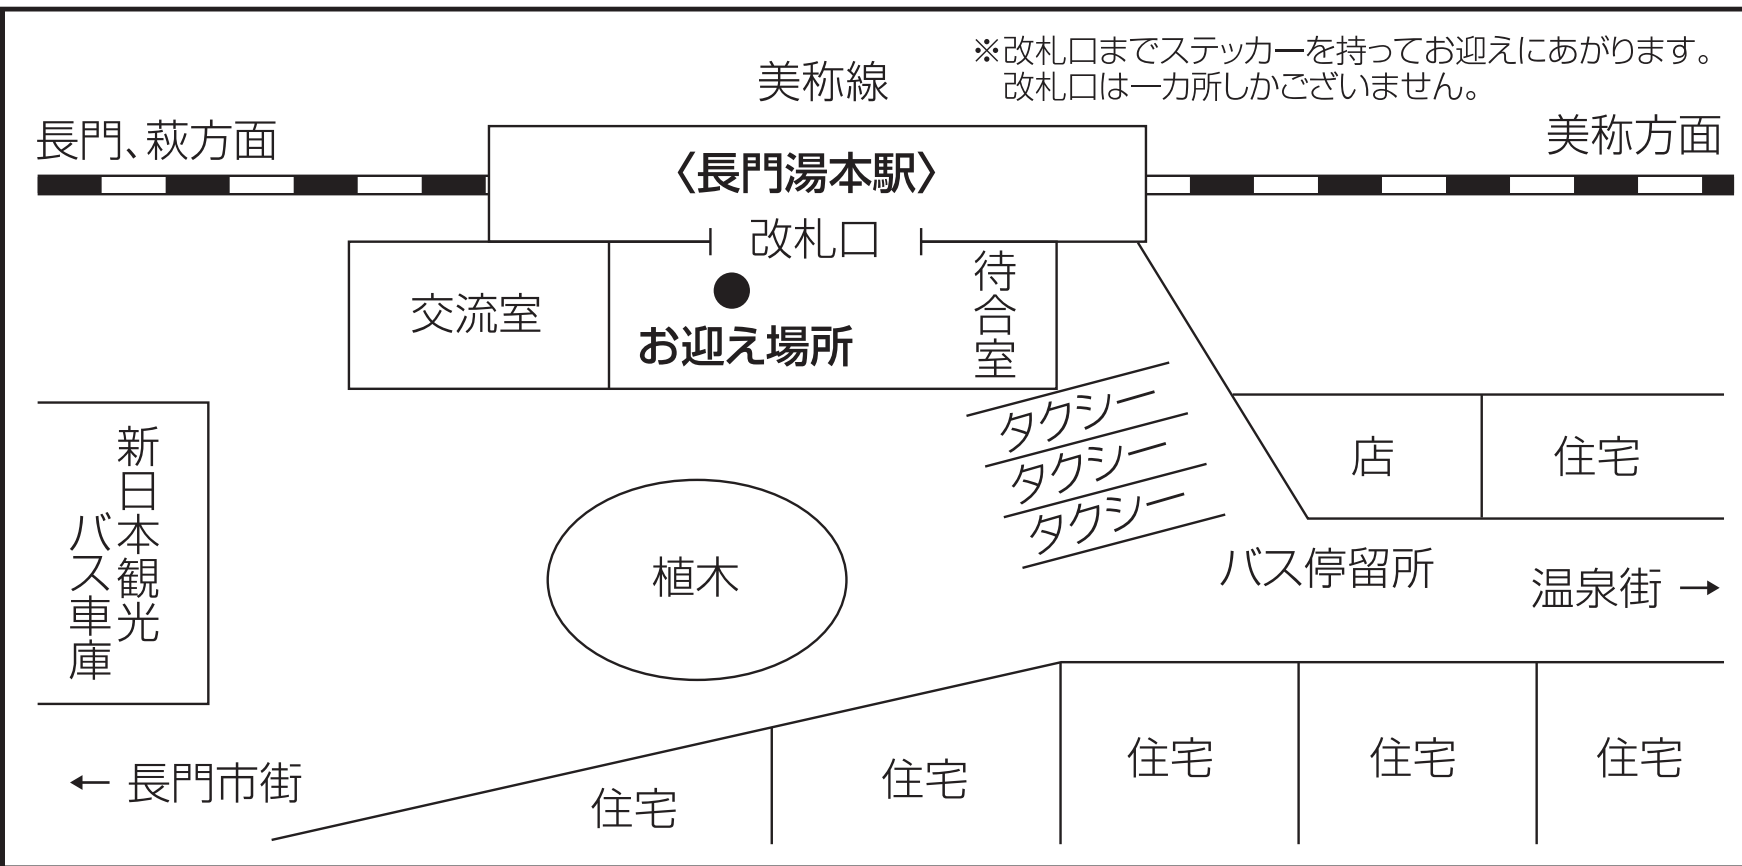 ※改札口までステッカーを持ってお迎えにあがります。
改札口は一カ所しかございません。
美称線
長門、萩方面
美称方面
〈長門湯本駅〉
改札口
交流室
お迎え場所
待合室
タクシー
タクシー
タクシー
店
住宅
新日本観光
バス車庫
植木
バス停留所
温泉街 →
← 長門市街
住宅
住宅
住宅
住宅
住宅